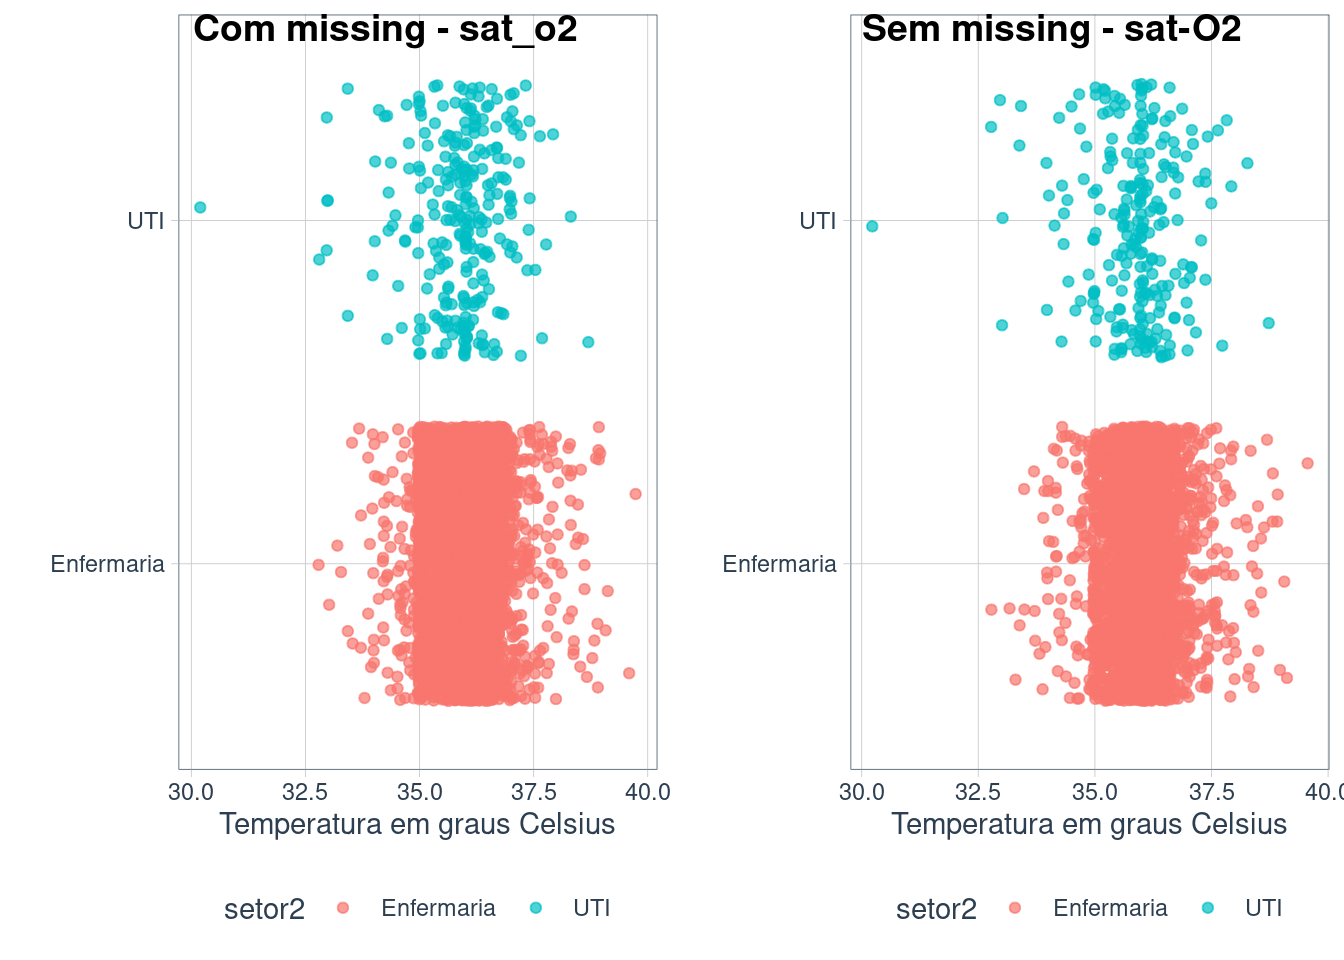 Com missing - sat_o2
UTI
Enfermaria
30.0 32.5 35.0 37.5 40.0
Temperatura em graus Celsius
setor2 Enfermaria UTI
Sem missing - sat-O2
UTI
Enfermaria
30.0 32.5 35.0 37.5 40.0
Temperatura em graus Celsius
setor2 Enfermaria UTI